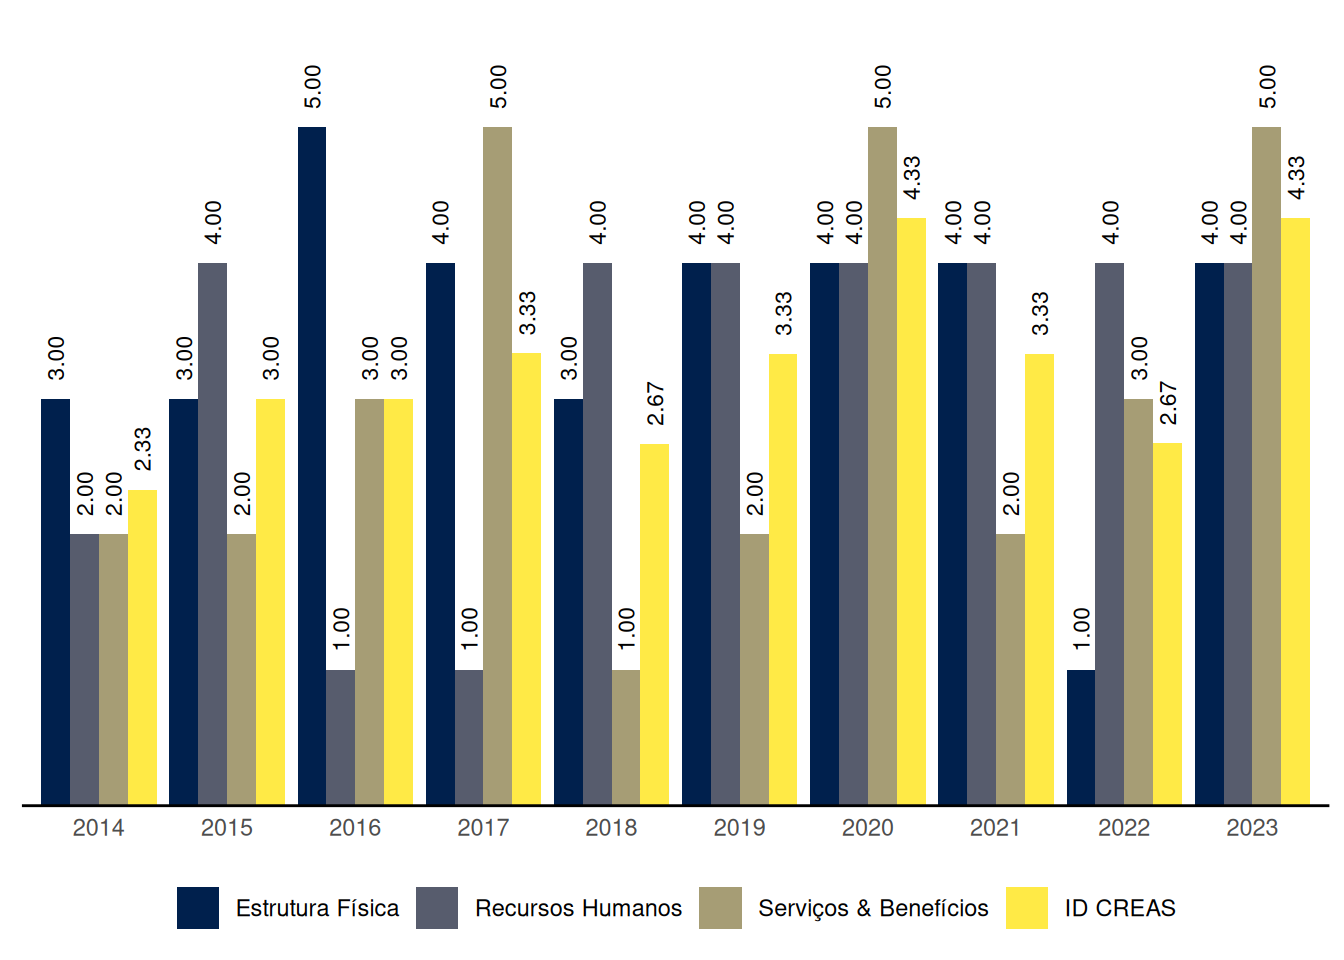 5.00 5.00 5.00 5.00
4.33 4.33
4.00 4.00 4.00 4.00 4.00 4.00 4.00 4.00 4.00 4.00 4.00 4.00
3.33 3.33 3.33
3.00 3.00 3.00 3.00 3.00 3.00 3.00
2.67 2.67
2.33
2.00 2.00 2.00 2.00 2.00
1.00 1.00 1.00 1.00
2014 2015 2016 2017 2018 2019 2020 2021 2022 2023
Estrutura Física Recursos Humanos Serviços & Benefícios ID CREAS